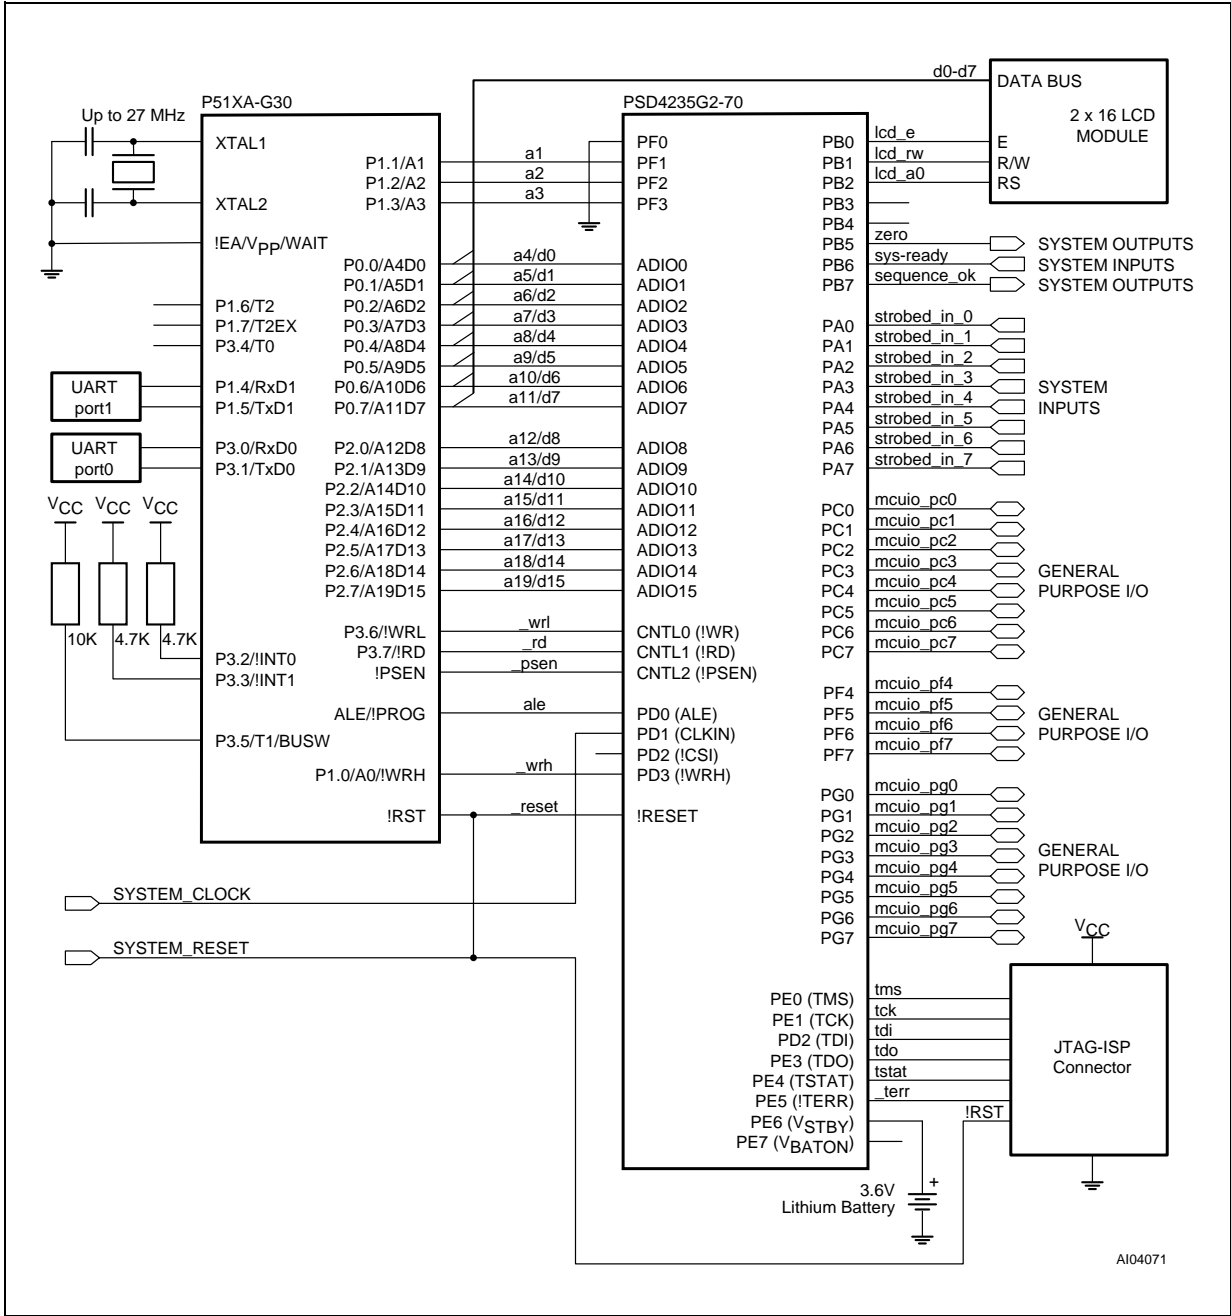 d0-d7
DATA BUS
2 x 16 LCD
MODULE
E
R/W
RS
P51XA-G30
PSD4235G2-70
Up to 27 MHz
XTAL1
XTAL2
!EA/VPP/WAIT
P1.6/T2
P1.7/T2EX
P3.4/T0
UART
port1
P1.4/RxD1
P1.5/TxD1
UART
port0
P3.0/RxD0
P3.1/TxD0
VCC VCC VCC
10K 4.7K 4.7K
P3.2/!INT0
P3.3/!INT1
P3.5/T1/BUSW
P1.1/A1 a1 PF1
P1.2/A2 a2 PF2
P1.3/A3 a3 PF3
PF0
P0.0/A4D0 a4/d0 ADIO0
P0.1/A5D1 a5/d1 ADIO1
P0.2/A6D2 a6/d2 ADIO2
P0.3/A7D3 a7/d3 ADIO3
P0.4/A8D4 a8/d4 ADIO4
P0.5/A9D5 a9/d5 ADIO5
P0.6/A10D6 a10/d6 ADIO6
P0.7/A11D7 a11/d7 ADIO7
P2.0/A12D8 a12/d8 ADIO8
P2.1/A13D9 a13/d9 ADIO9
P2.2/A14D10 a14/d10 ADIO10
P2.3/A15D11 a15/d11 ADIO11
P2.4/A16D12 a16/d12 ADIO12
P2.5/A17D13 a17/d13 ADIO13
P2.6/A18D14 a18/d14 ADIO14
P2.7/A19D15 a19/d15 ADIO15
P3.6/!WRL _wrl CNTL0 (!WR)
P3.7/!RD _rd CNTL1 (!RD)
!PSEN _psen CNTL2 (!PSEN)
ALE/!PROG ale PD0 (ALE)
PD1 (CLKIN)
PD2 (!CSI)
P1.0/A0/!WRH _wrh PD3 (!WRH)
!RST _reset !RESET
SYSTEM_CLOCK
SYSTEM_RESET
PB0 lcd_e
PB1 lcd_rw
PB2 lcd_a0
PB3
PB4
PB5 zero SYSTEM OUTPUTS
PB6 sys-ready SYSTEM INPUTS
PB7 sequence_ok SYSTEM OUTPUTS
PA0 strobed_in_0
PA1 strobed_in_1
PA2 strobed_in_2
PA3 strobed_in_3
PA4 strobed_in_4
PA5 strobed_in_5
PA6 strobed_in_6
PA7 strobed_in_7
SYSTEM
INPUTS
PC0 mcuio_pc0
PC1 mcuio_pc1
PC2 mcuio_pc2
PC3 mcuio_pc3
PC4 mcuio_pc4
PC5 mcuio_pc5
PC6 mcuio_pc6
PC7 mcuio_pc7
GENERAL
PURPOSE I/O
PF4 mcuio_pf4
PF5 mcuio_pf5
PF6 mcuio_pf6
PF7 mcuio_pf7
GENERAL
PURPOSE I/O
PG0 mcuio_pg0
PG1 mcuio_pg1
PG2 mcuio_pg2
PG3 mcuio_pg3
PG4 mcuio_pg4
PG5 mcuio_pg5
PG6 mcuio_pg6
PG7 mcuio_pg7
GENERAL
PURPOSE I/O
VCC
PE0 (TMS) tms
PE1 (TCK) tck
PD2 (TDI) tdi
PE3 (TDO) tdo
PE4 (TSTAT) tstat
PE5 (!TERR) _terr
!RST
PE6 (VSTBY)
PE7 (VBATON)
JTAG-ISP
Connector
3.6V
Lithium Battery
+
AI04071